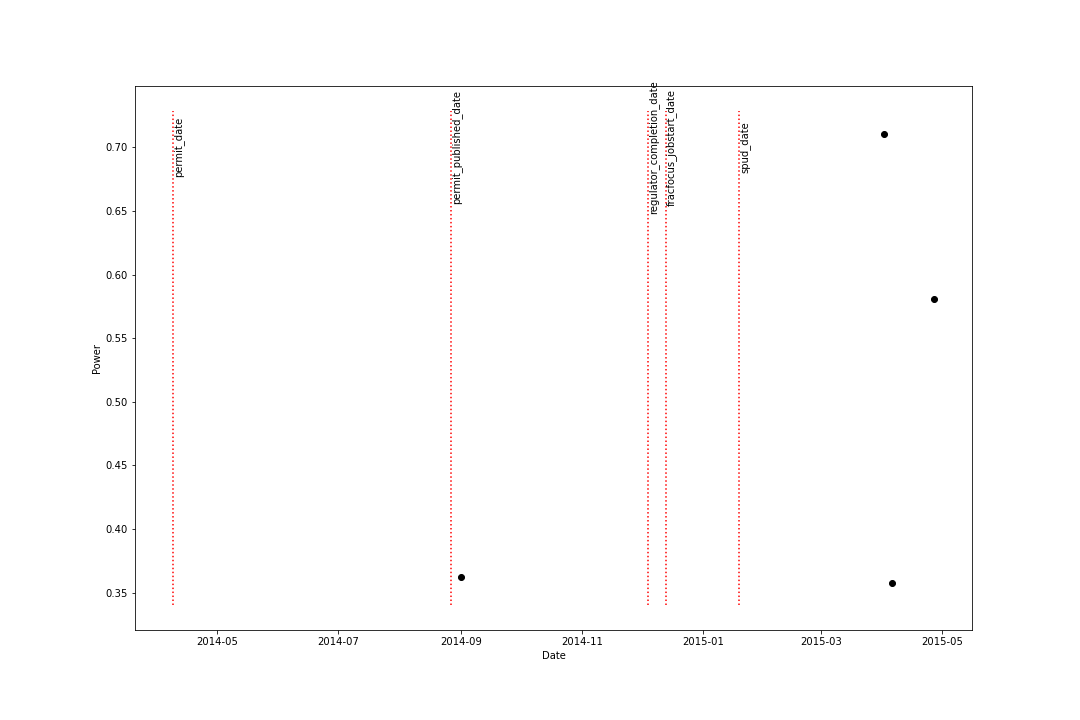 permit_date
permit_published_date
regulator_completion_date
fracfocus_jobstart_date
spud_date
0.70
0.65
0.60
0.55
0.50
0.45
0.40
0.35
Power
2014-05
2014-07
2014-09
2014-11
2015-01
2015-03
2015-05
Date